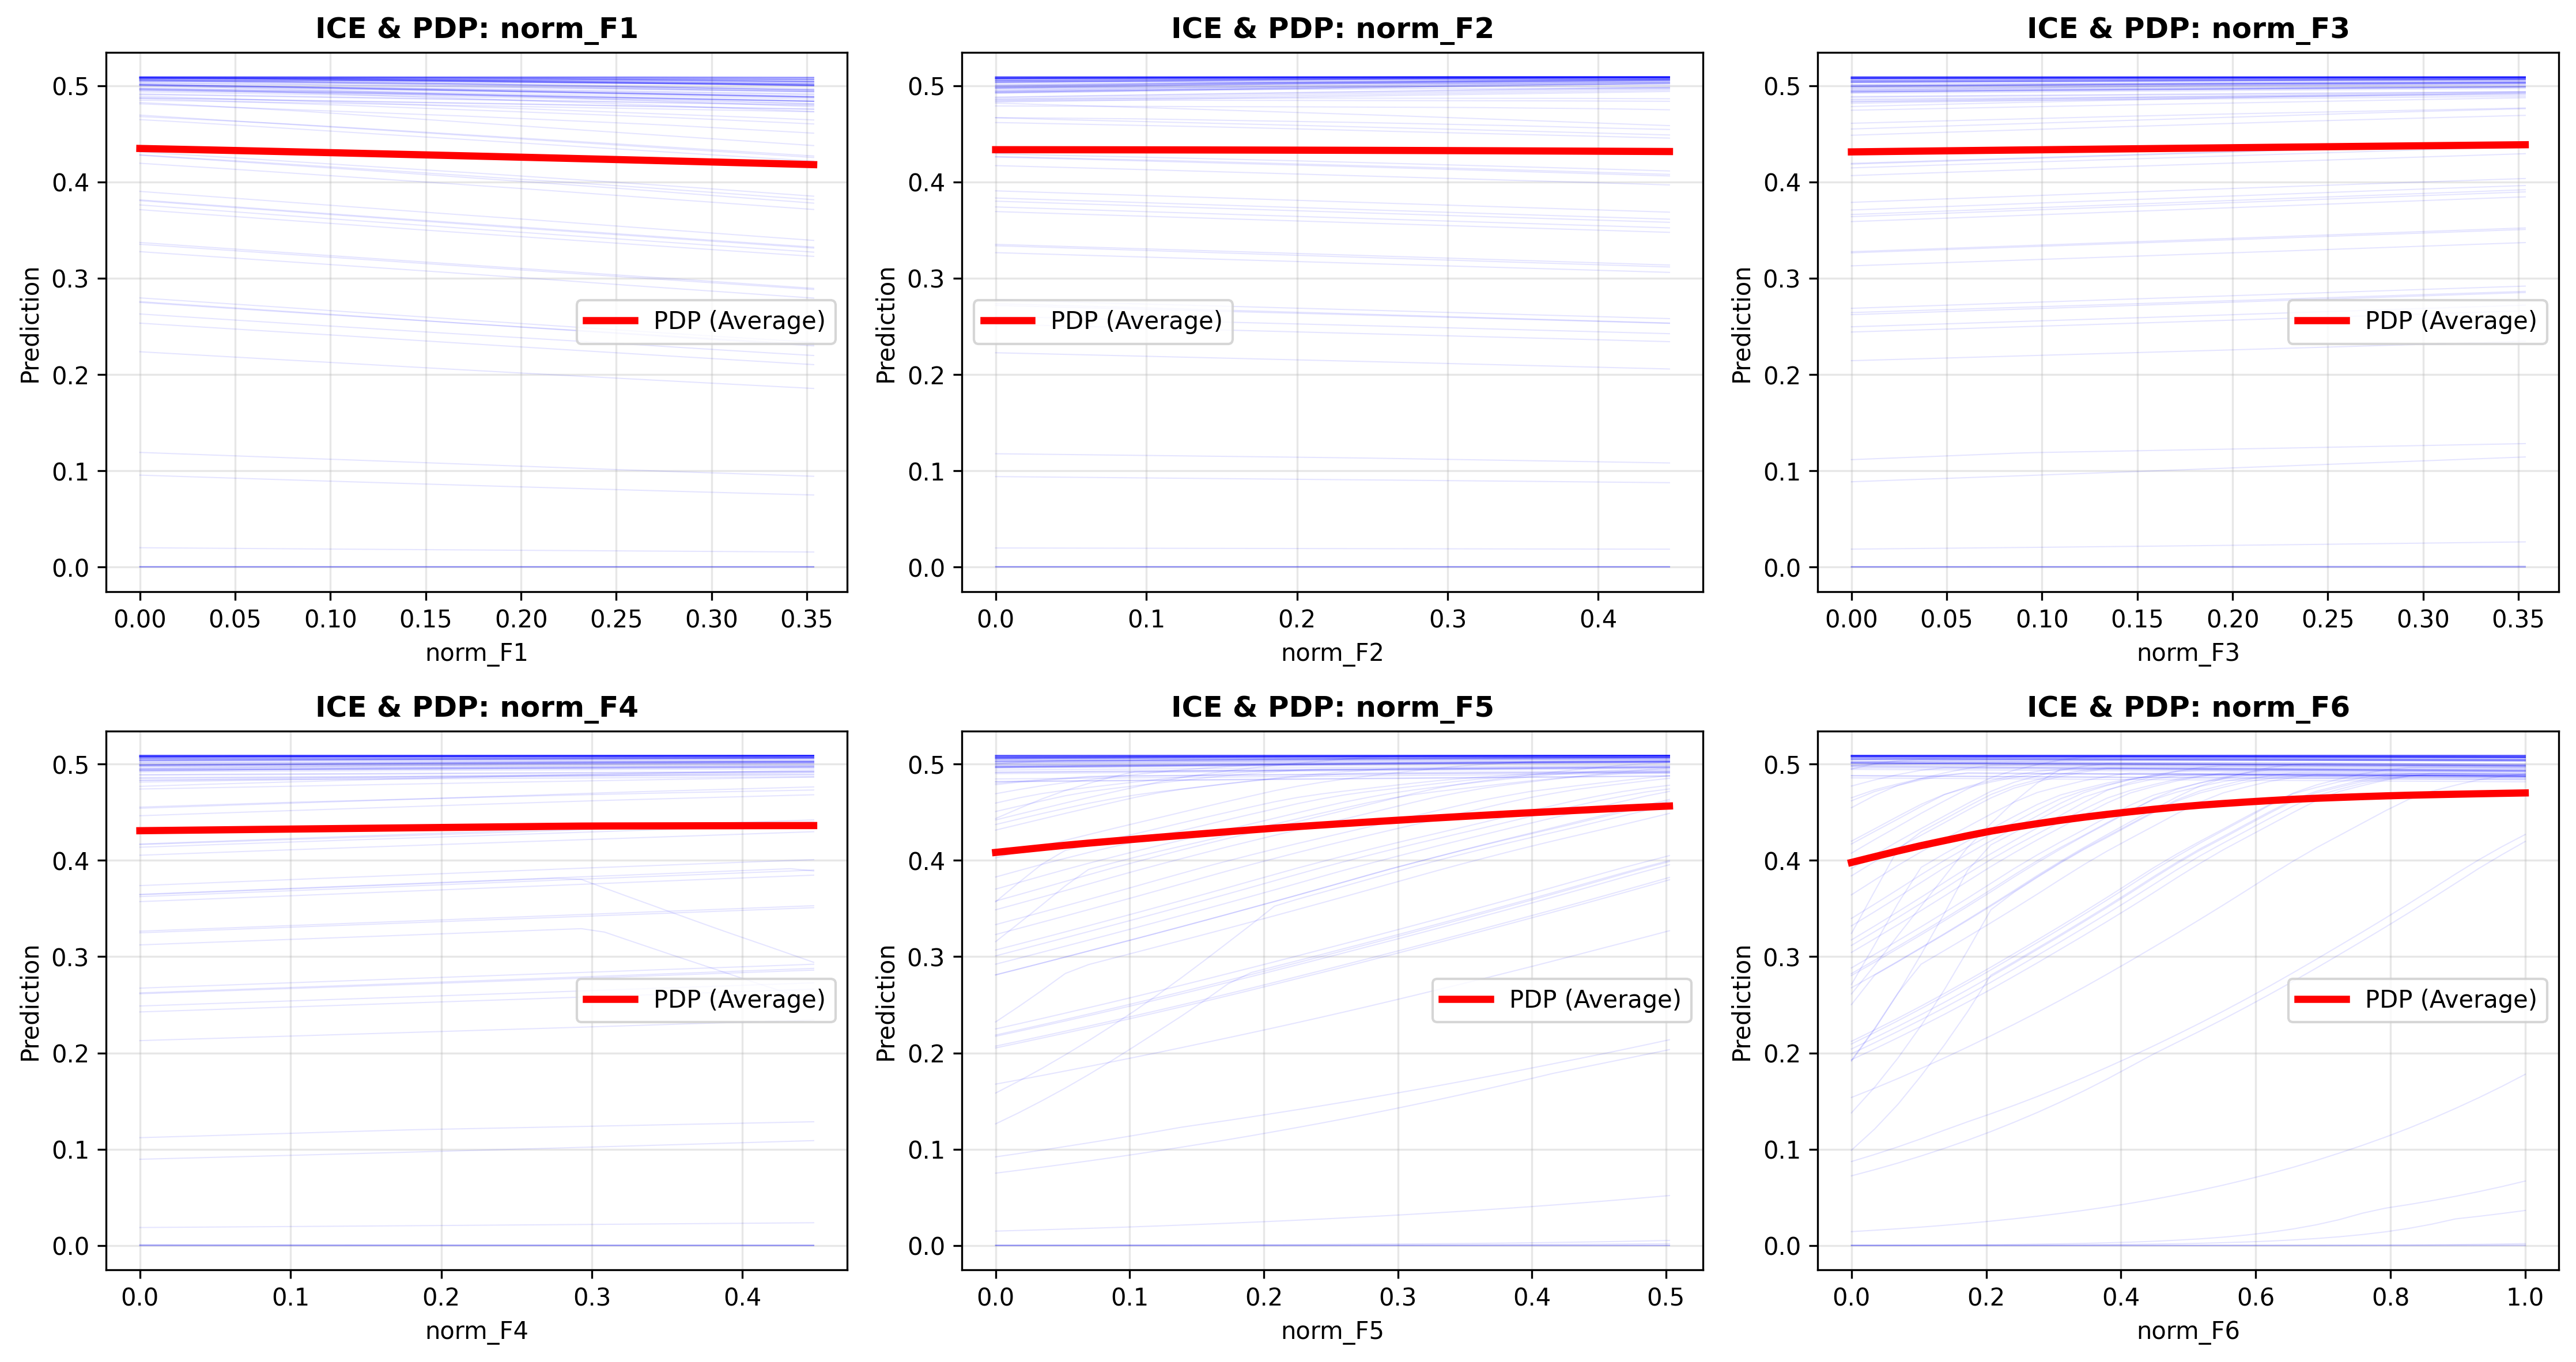 ICE & PDP: norm_F1
Prediction
0.5
0.4
0.3
0.2
0.1
0.0
PDP (Average)
0.00 0.05 0.10 0.15 0.20 0.25 0.30 0.35
norm_F1
ICE & PDP: norm_F2
Prediction
0.5
0.4
0.3
0.2
0.1
0.0
PDP (Average)
0.0 0.1 0.2 0.3 0.4
norm_F2
ICE & PDP: norm_F3
Prediction
0.5
0.4
0.3
0.2
0.1
0.0
PDP (Average)
0.00 0.05 0.10 0.15 0.20 0.25 0.30 0.35
norm_F3
ICE & PDP: norm_F4
Prediction
0.5
0.4
0.3
0.2
0.1
0.0
PDP (Average)
0.0 0.1 0.2 0.3 0.4
norm_F4
ICE & PDP: norm_F5
Prediction
0.5
0.4
0.3
0.2
0.1
0.0
PDP (Average)
0.0 0.1 0.2 0.3 0.4 0.5
norm_F5
ICE & PDP: norm_F6
Prediction
0.5
0.4
0.3
0.2
0.1
0.0
PDP (Average)
0.0 0.2 0.4 0.6 0.8 1.0
norm_F6